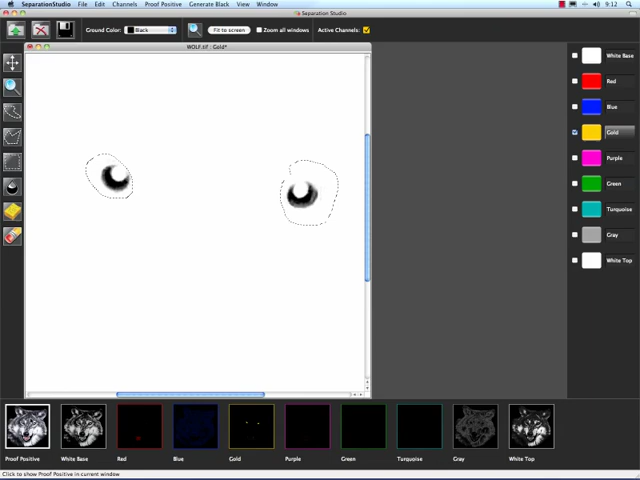 SeparationStudio File Edit Channels Proof Positive Generate Black View Window 9:12
Separation Studio
Ground Color: Black Fit to screen Zoom all windows Active Channels:
WOLF.tif : Gold*
White Base
Red
Blue
Gold
Purple
Green
Turquoise
Gray
White Top
Proof Positive White Base Red Blue Gold Purple Green Turquoise Gray White Top
Click to show Proof Positive in current window